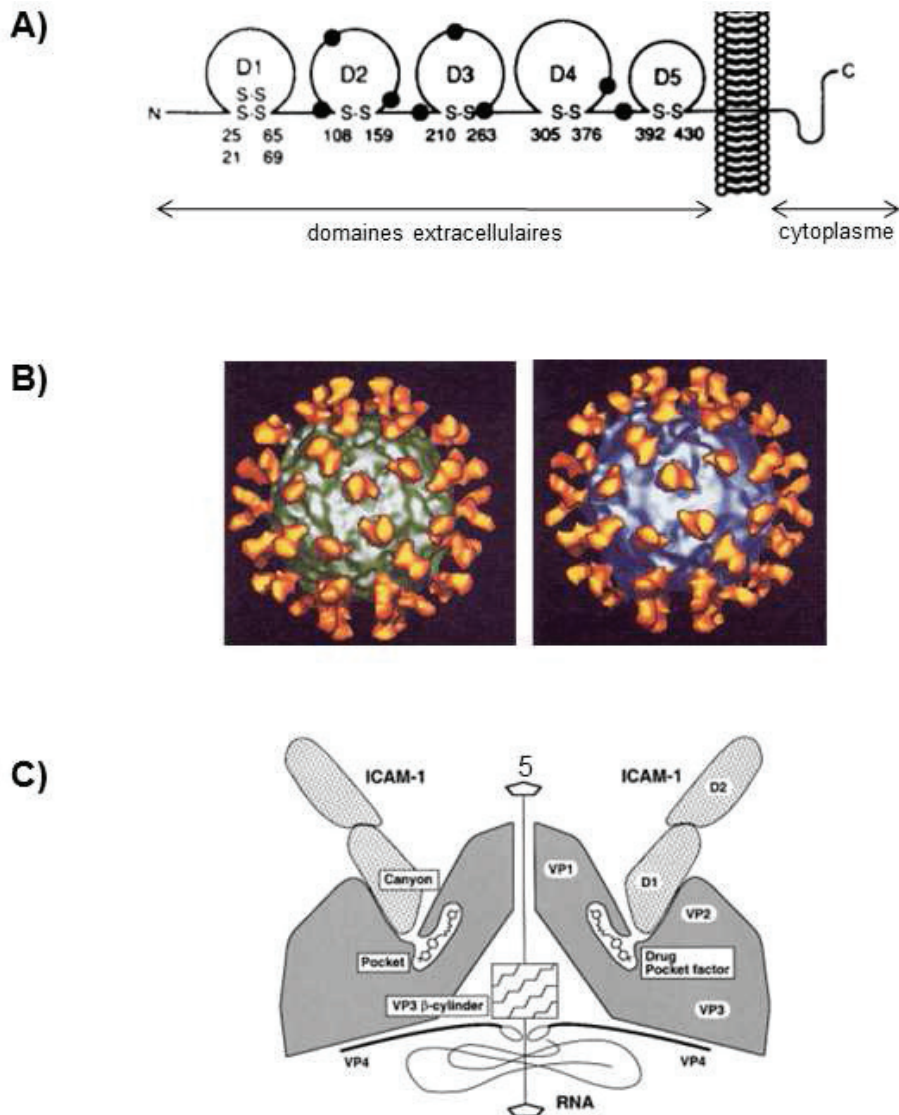 A)
D1 D2 D3 D4 D5
S-S
N S-S S-S S-S S-S S-S C
25 65 108 159 210 263 305 376 392 430
21 69
domaines extracellulaires cytoplasme
B)
C)
ICAM-1 5 ICAM-1
D2
Canyon VP1 D1
VP2
Pocket Drug
Pocket factor
VP3 β-cylinder VP3
VP4 VP4
RNA